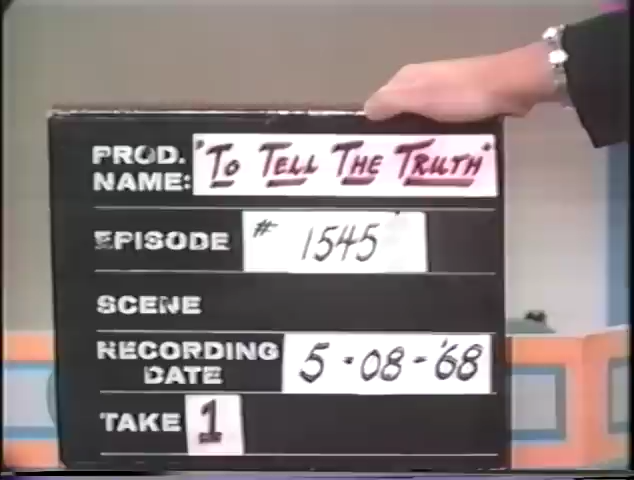 PROD. NAME: "To Tell The Truth"
EPISODE # 1545
SCENE
RECORDING DATE 5-08-'68
TAKE 1